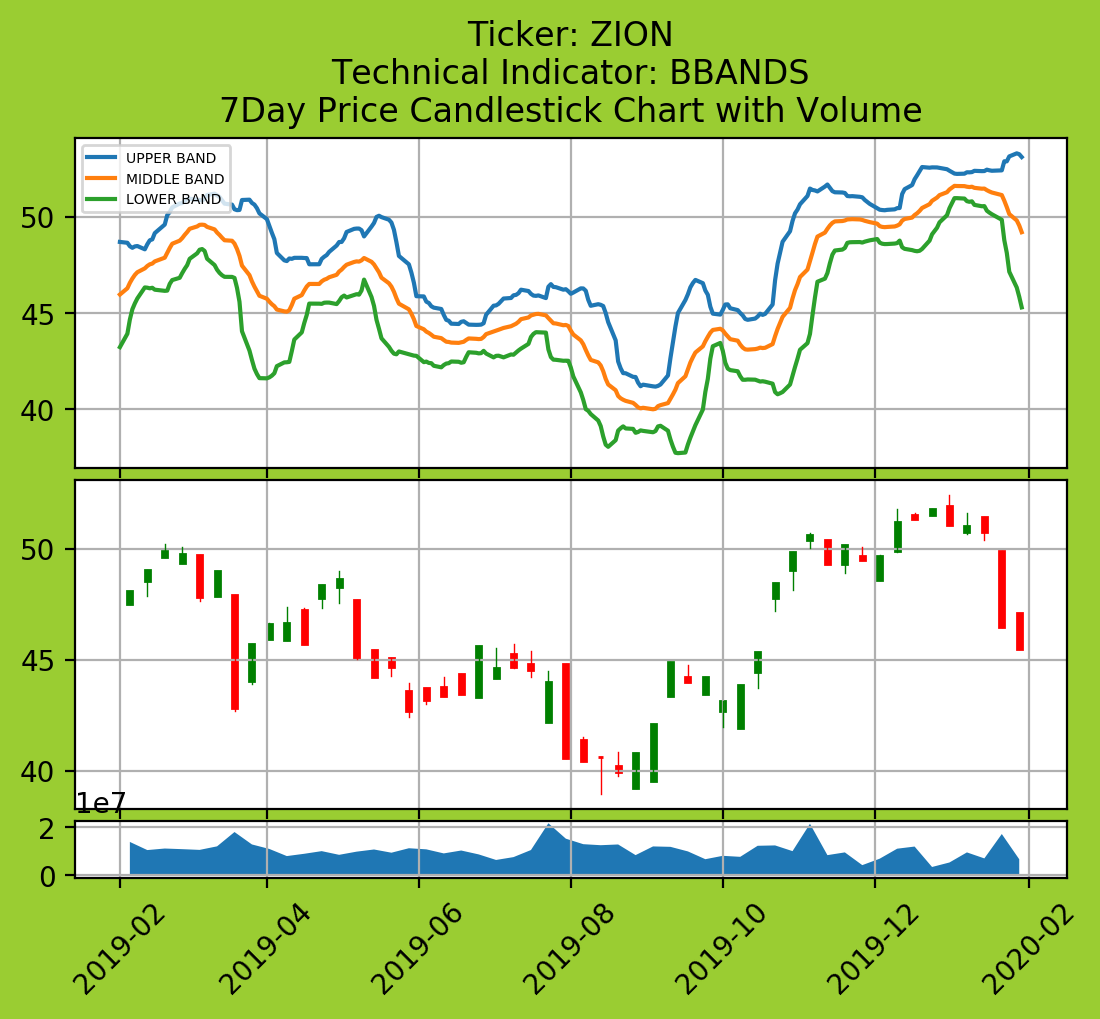 Ticker: ZION
Technical Indicator: BBANDS
7Day Price Candlestick Chart with Volume
UPPER BAND
MIDDLE BAND
LOWER BAND
50
45
40
50
45
40
1e7
2
0
2019-02
2019-04
2019-06
2019-08
2019-10
2019-12
2020-02